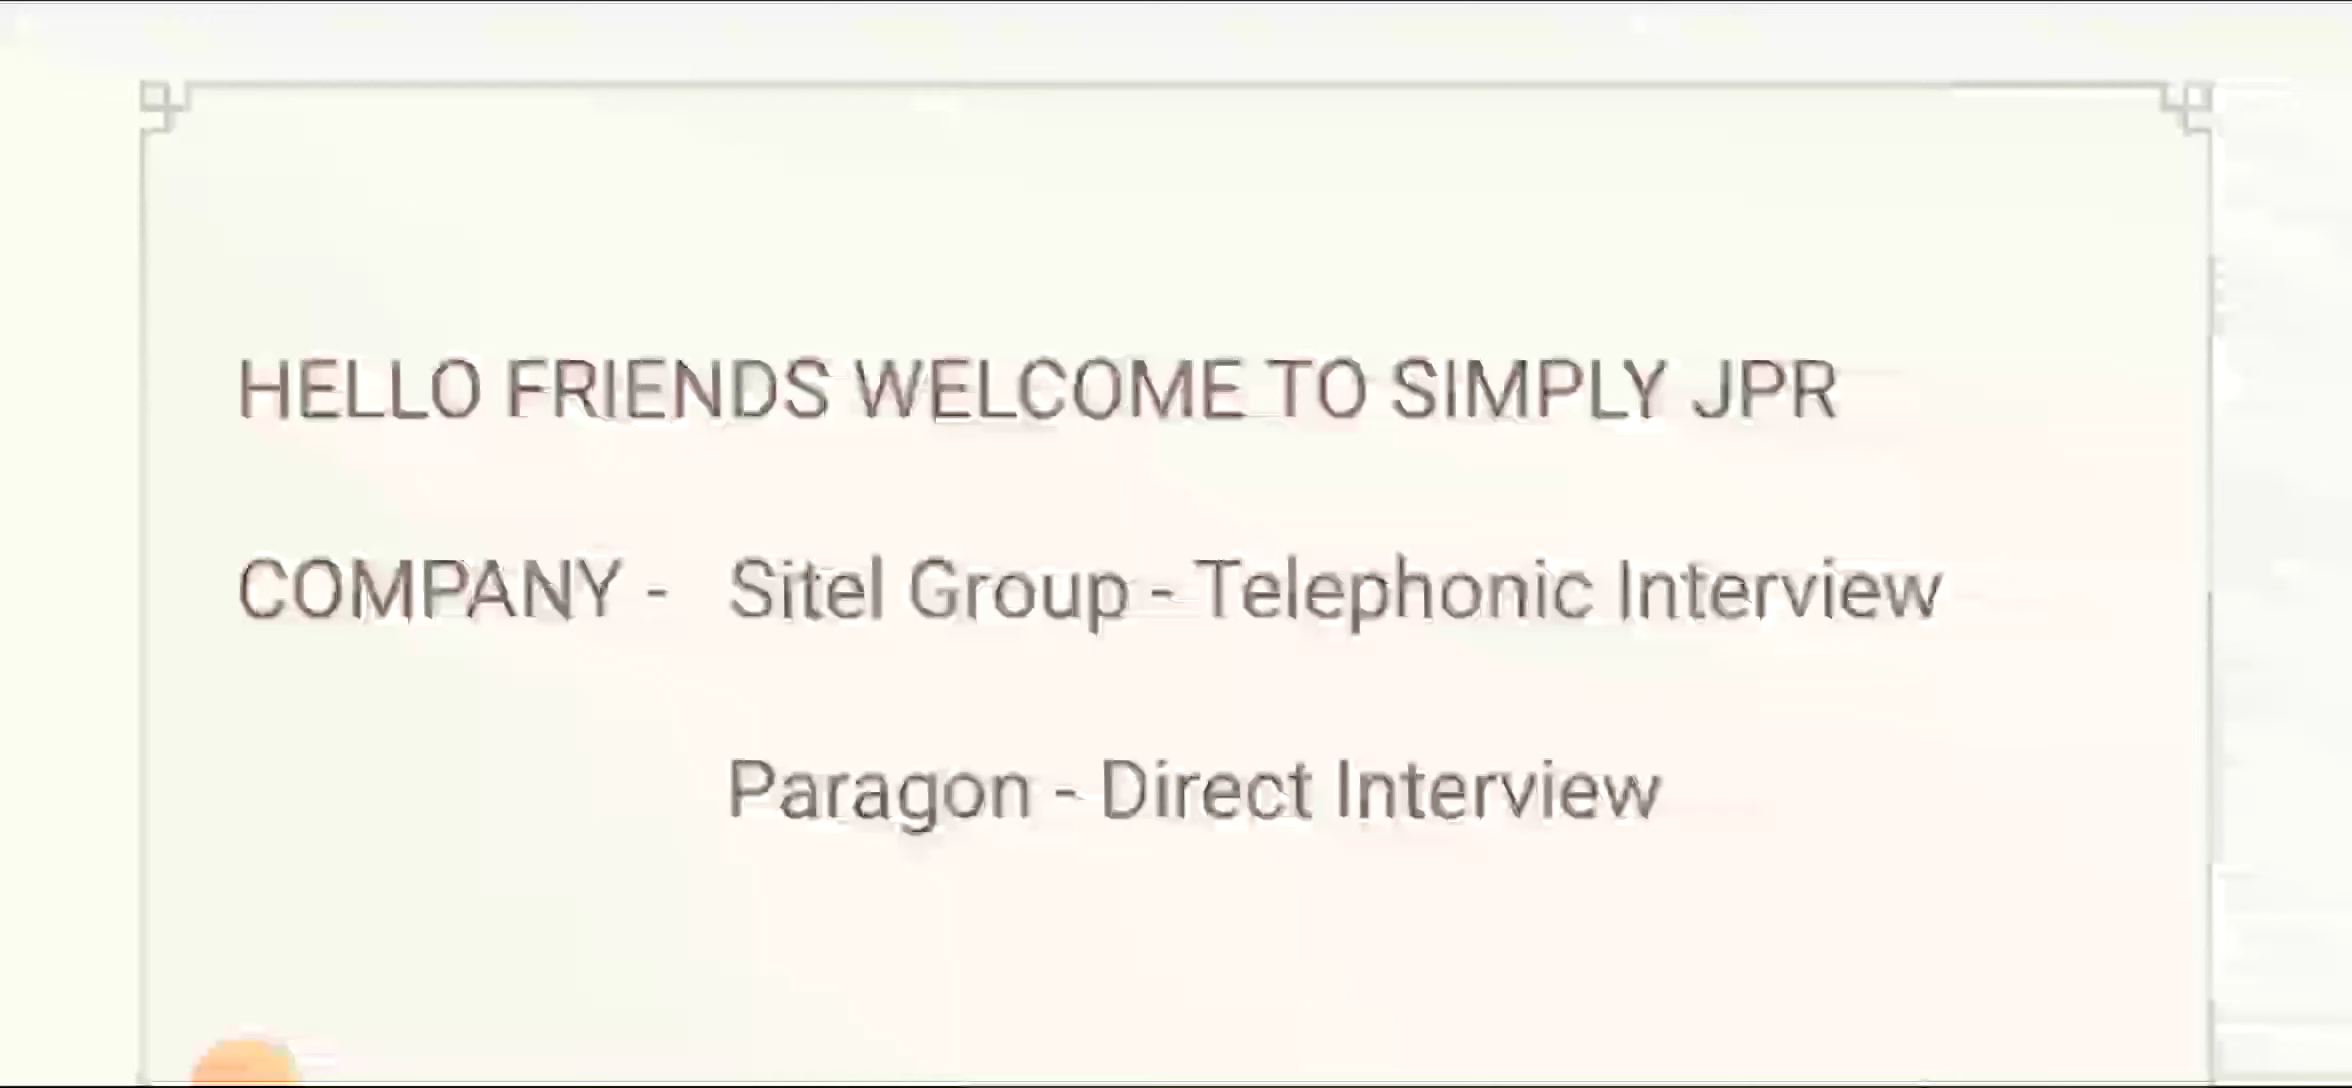 HELLO FRIENDS WELCOME TO SIMPLY JPR
COMPANY - Sitel Group - Telephonic Interview
Paragon - Direct Interview